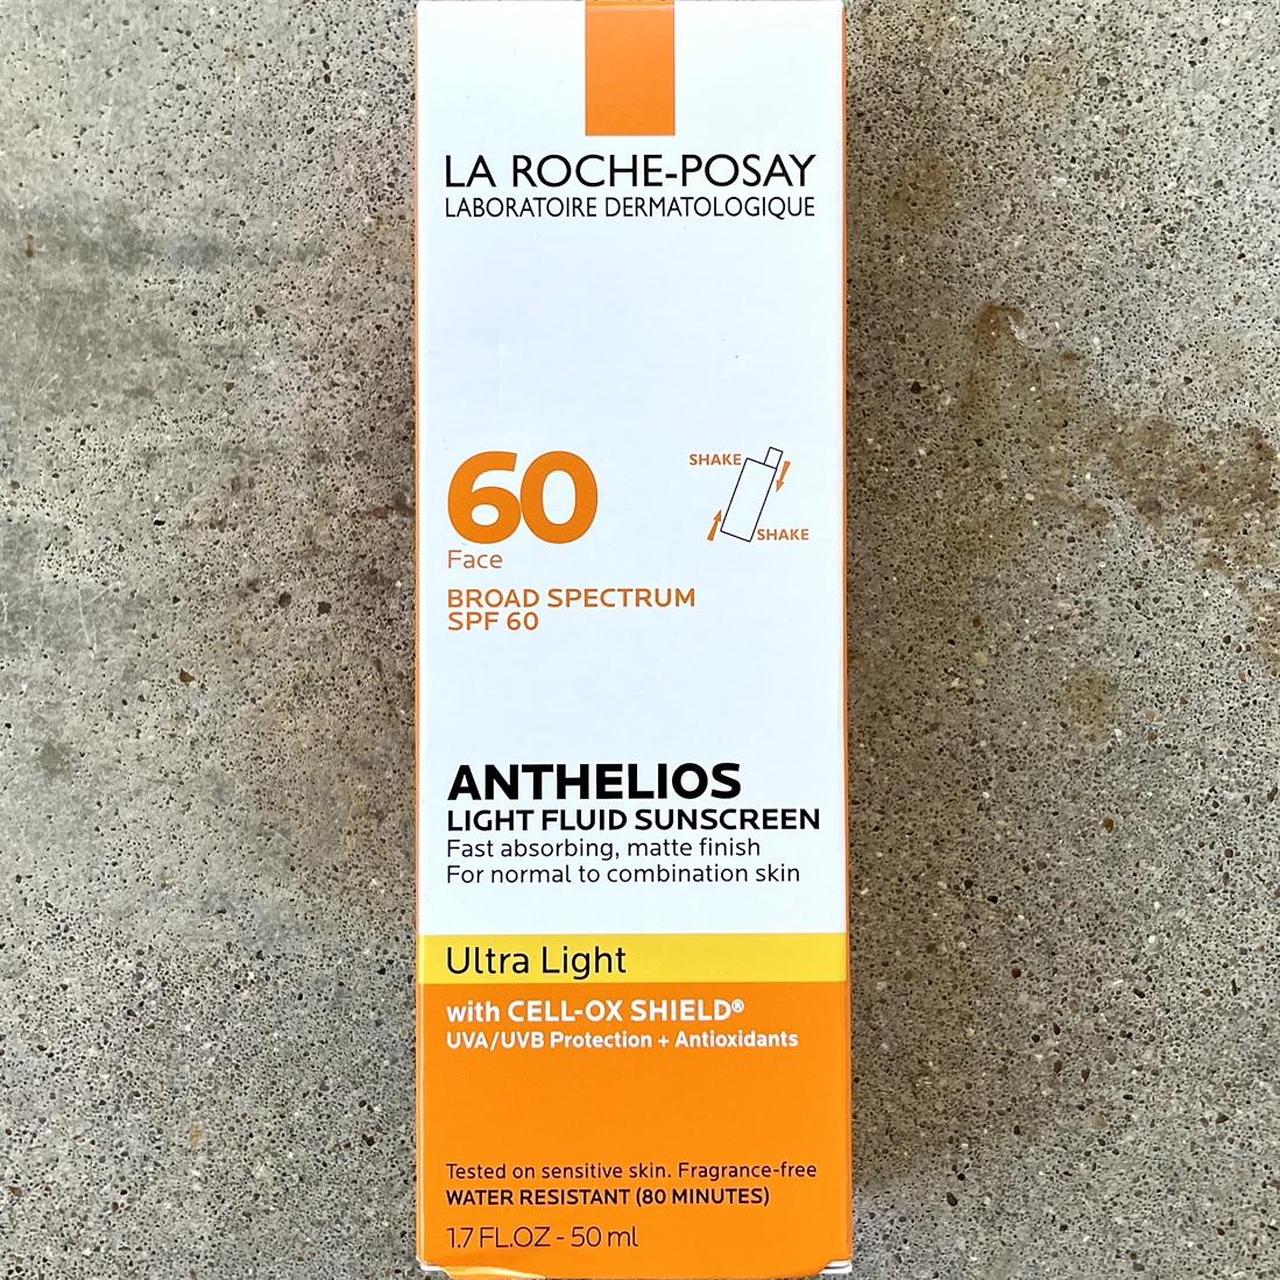 LA ROCHE-POSAY
LABORATOIRE DERMATOLOGIQUE
60
Face
SHAKE
SHAKE
BROAD SPECTRUM
SPF 60
ANTHELIOS
LIGHT FLUID SUNSCREEN
Fast absorbing, matte finish
For normal to combination skin
Ultra Light
with CELL-OX SHIELD®
UVA/UVB Protection + Antioxidants
Tested on sensitive skin. Fragrance-free
WATER RESISTANT (80 MINUTES)
1.7 FL.OZ - 50 ml